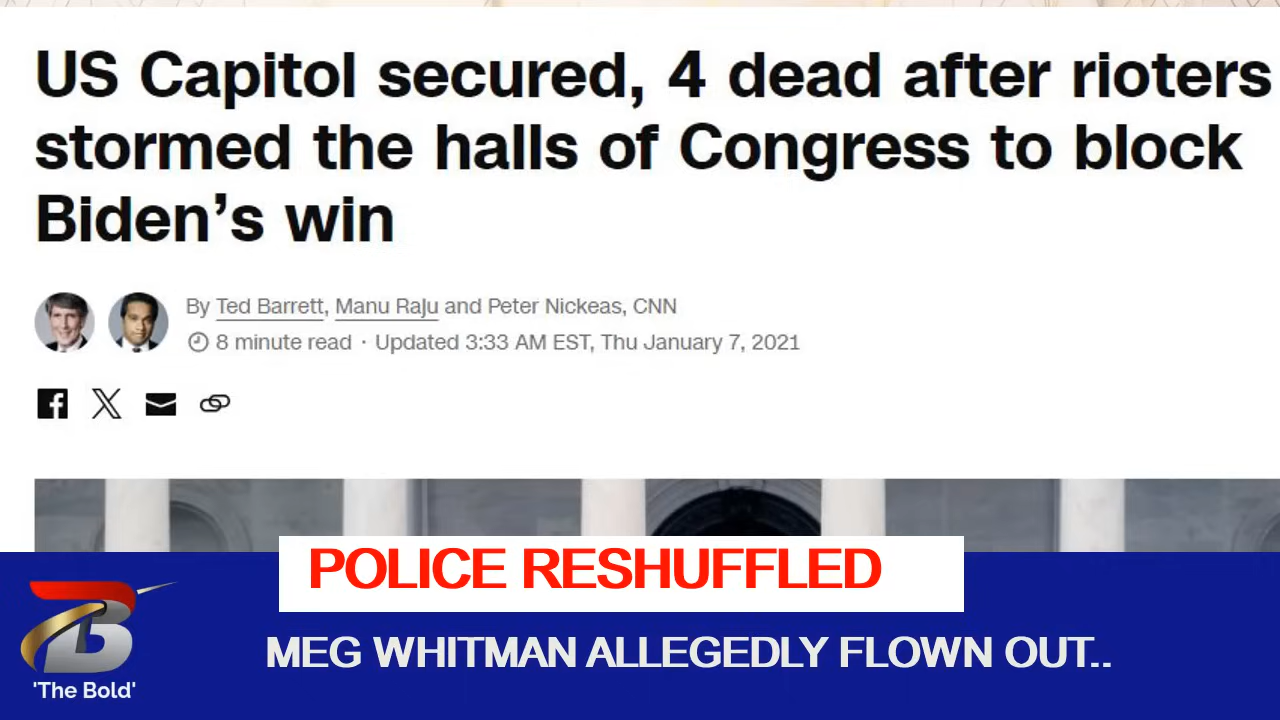 US Capitol secured, 4 dead after rioters
stormed the halls of Congress to block
Biden’s win
By Ted Barrett, Manu Raju and Peter Nickeas, CNN
8 minute read · Updated 3:33 AM EST, Thu January 7, 2021
POLICE RESHUFFLED
MEG WHITMAN ALLEGEDLY FLOWN OUT..
B
'The Bold'